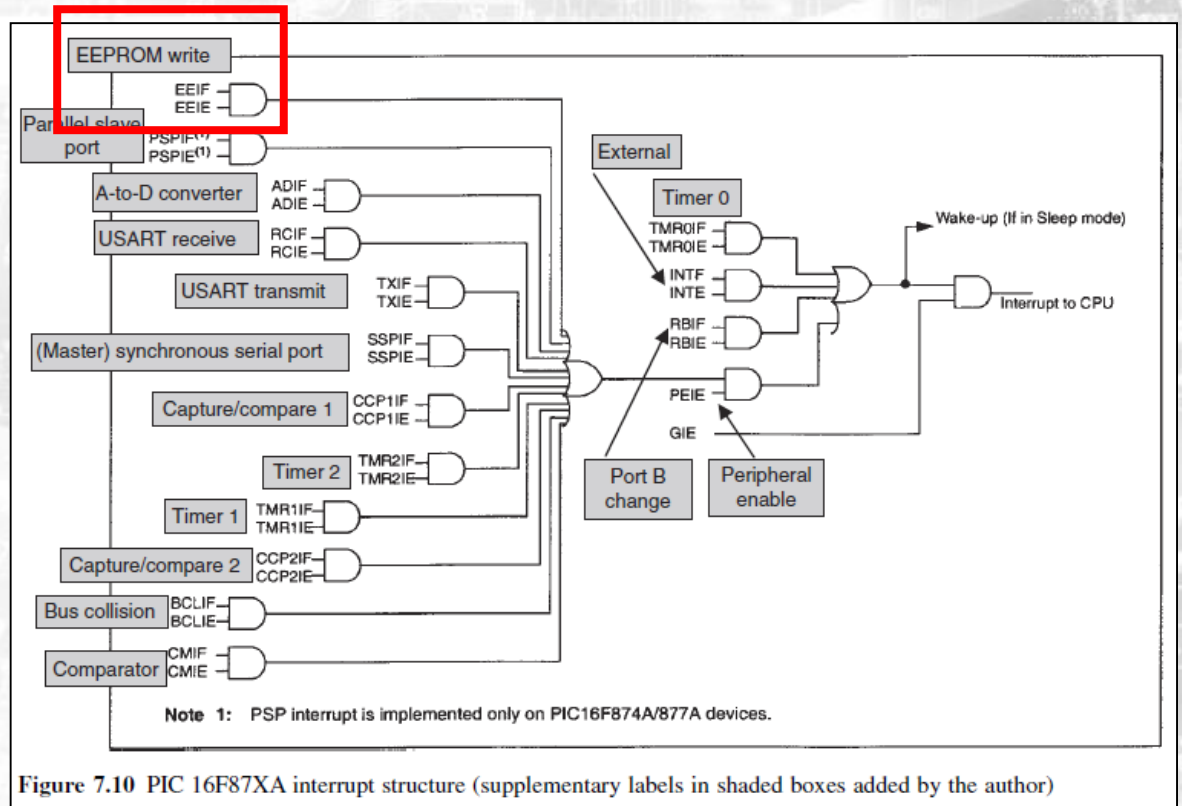 EEPROM write
EEIF
EEIE
Parallel slave
port
PSPIF(1)
PSPIE(1)
A-to-D converter
ADIF
ADIE
USART receive
RCIF
RCIE
USART transmit
TXIF
TXIE
(Master) synchronous serial port
SSPIF
SSPIE
Capture/compare 1
CCP1IF
CCP1IE
Timer 2
TMR2IF
TMR2IE
Timer 1
TMR1IF
TMR1IE
Capture/compare 2
CCP2IF
CCP2IE
Bus collision
BCLIF
BCLIE
Comparator
CMIF
CMIE
External
Timer 0
TMR0IF
TMR0IE
INTF
INTE
RBIF
RBIE
PEIE
GIE
Port B
change
Peripheral
enable
Wake-up (If in Sleep mode)
Interrupt to CPU
Note 1: PSP interrupt is implemented only on PIC16F874A/877A devices.
Figure 7.10 PIC 16F87XA interrupt structure (supplementary labels in shaded boxes added by the author)